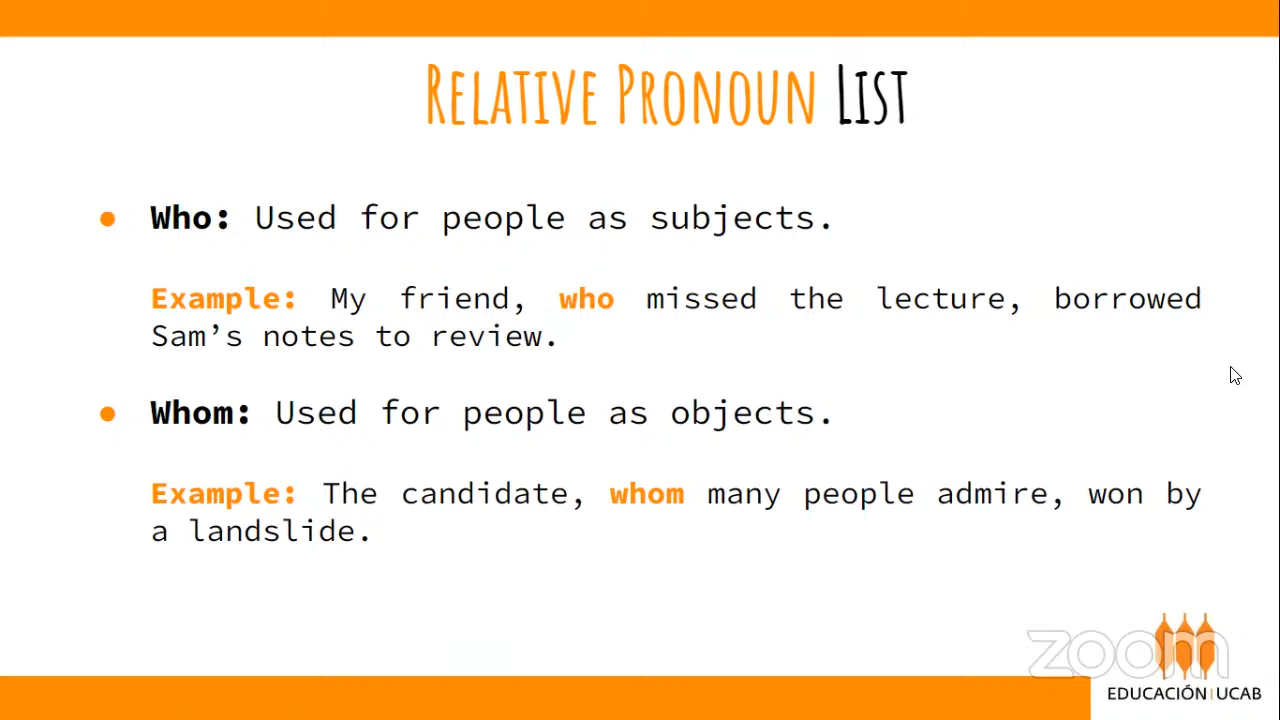 RELATIVE PRONOUN LIST
● Who: Used for people as subjects.
Example: My friend, who missed the lecture, borrowed
Sam’s notes to review.
● Whom: Used for people as objects.
Example: The candidate, whom many people admire, won by
a landslide.
zoom
EDUCACIÓN|UCAB